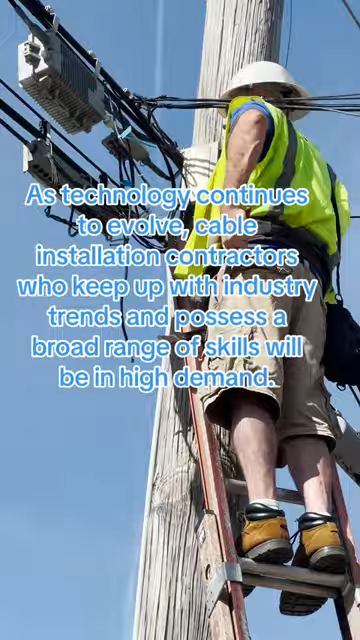 As technology continues
to evolve, cable
installation contractors
who keep up with industry
trends and possess a
broad range of skills will
be in high demand.